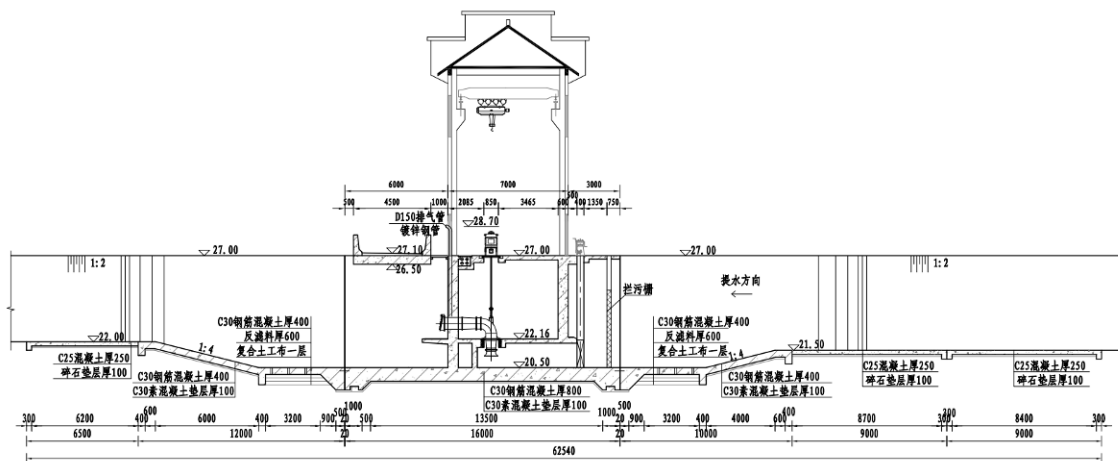 6000 7000 3000
500 4500 1000 2085 850 3465 600 500 400 1350 750
D150排气管
镀锌钢管
28.70
27.00 27.10 27.00 27.00
26.50
1:2 1:2
提水方向
拦污栅
22.00 22.16 21.50
20.50
C30钢筋混凝土厚400
反滤料厚600
复合土工布一层
C30钢筋混凝土厚400
反滤料厚600
复合土工布一层
1:4 1:4
C25混凝土厚250
碎石垫层厚100
C30钢筋混凝土厚400
C30素混凝土垫层厚100
C30钢筋混凝土厚800
C30素混凝土垫层厚100
C30钢筋混凝土厚400
C30素混凝土垫层厚100
C25混凝土厚250
碎石垫层厚100
C25混凝土厚250
碎石垫层厚100
300 6200 400 600 6000 400 3200 900 20 1000 500 13500 1000 500 20 900 3200 400 4000 600 400 8700 300 300 8400 300
6500 12000 20 16000 20 10000 9000 9000
62540